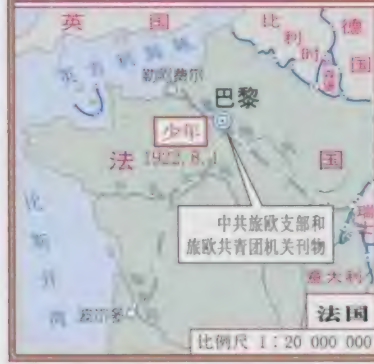 英国
比利时
德国
英吉利海峡
勒阿弗尔
巴黎
少年
1922.8.1
法国
中共旅欧支部和
旅欧共青团机关刊物
瑞士
比斯开湾
意大利
波尔多
法国
比例尺 1:20 000 000